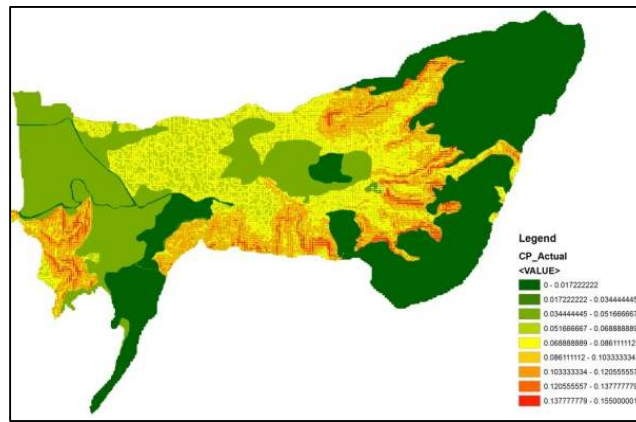 Legend
CP_Actual
<VALUE>
0 - 0.017222222
0.017222222 - 0.034444445
0.034444445 - 0.051666667
0.051666667 - 0.068888889
0.068888889 - 0.086111112
0.086111112 - 0.103333334
0.103333334 - 0.120555557
0.120555557 - 0.137777779
0.137777779 - 0.155000001